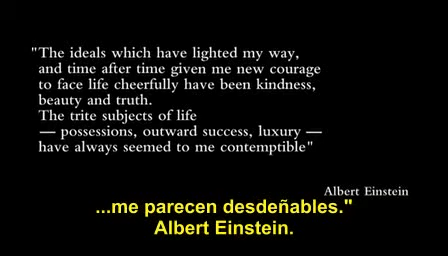 "The ideals which have lighted my way,
and time after time given me new courage
to face life cheerfully have been kindness,
beauty and truth.
The trite subjects of life
— possessions, outward success, luxury —
have always seemed to me contemptible"
Albert Einstein
...me parecen desdeñables."
Albert Einstein.